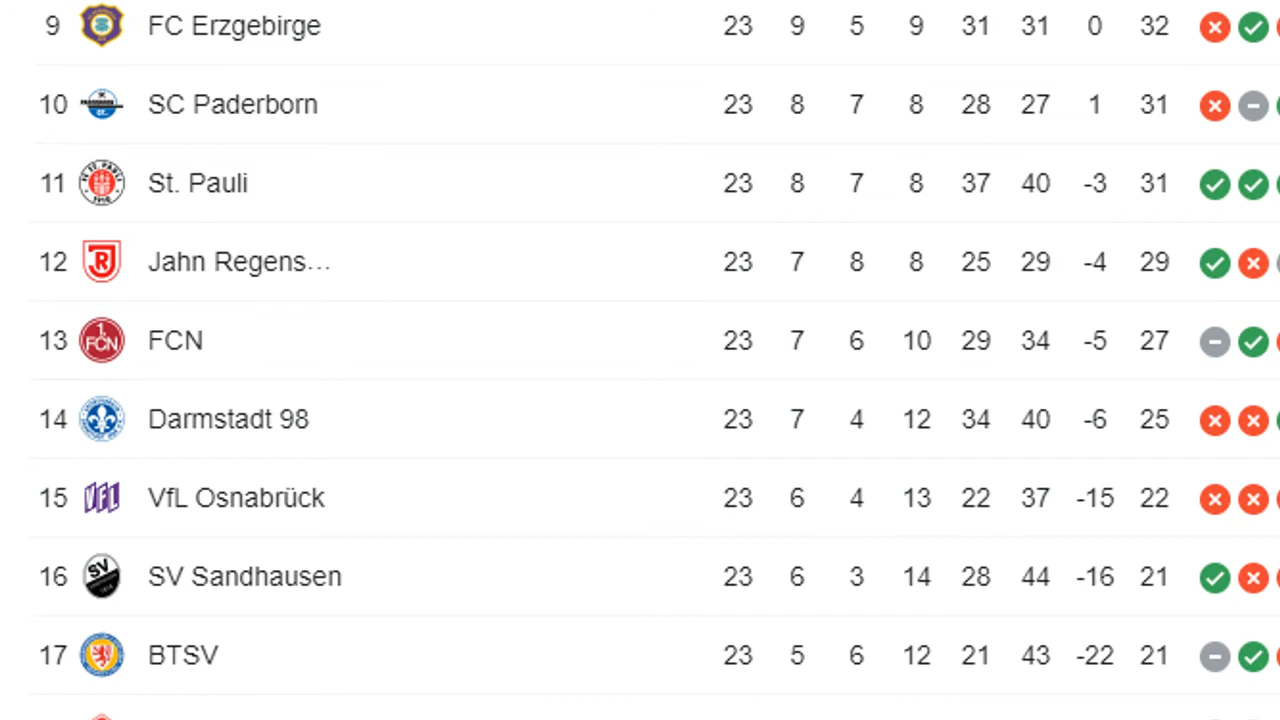 9 FC Erzgebirge 23 9 5 9 31 31 0 32
10 SC Paderborn 23 8 7 8 28 27 1 31
11 St. Pauli 23 8 7 8 37 40 -3 31
12 Jahn Regens... 23 7 8 8 25 29 -4 29
13 1. FCN FCN 23 7 6 10 29 34 -5 27
14 Darmstadt 98 23 7 4 12 34 40 -6 25
15 VFL VfL Osnabrück 23 6 4 13 22 37 -15 22
16 SV SV Sandhausen 23 6 3 14 28 44 -16 21
17 BTSV 23 5 6 12 21 43 -22 21